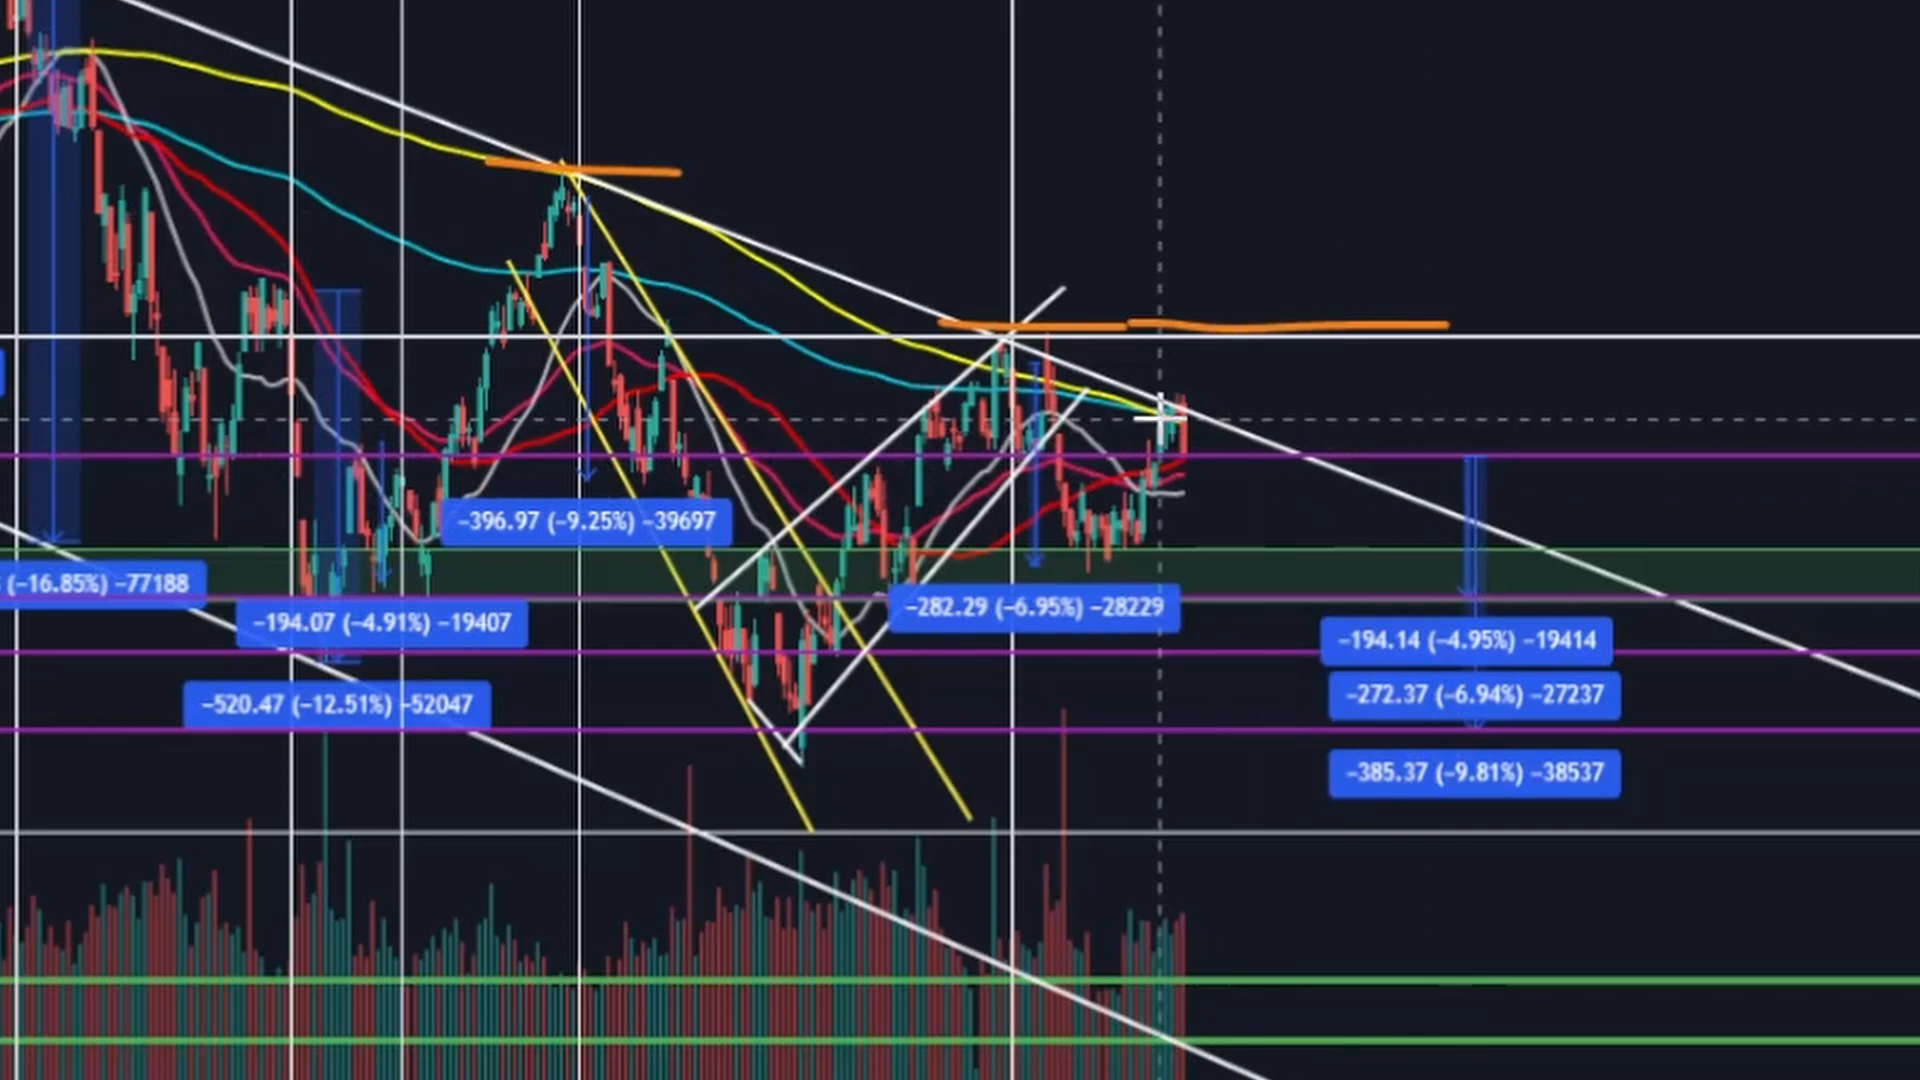 -396.97 (-9.25%) -39697
(-16.85%) -77188
-194.07 (-4.91%) -19407
-282.29 (-6.95%) -28229
-194.14 (-4.95%) -19414
-272.37 (-6.94%) -27237
-520.47 (-12.51%) -52047
-385.37 (-9.81%) -38537